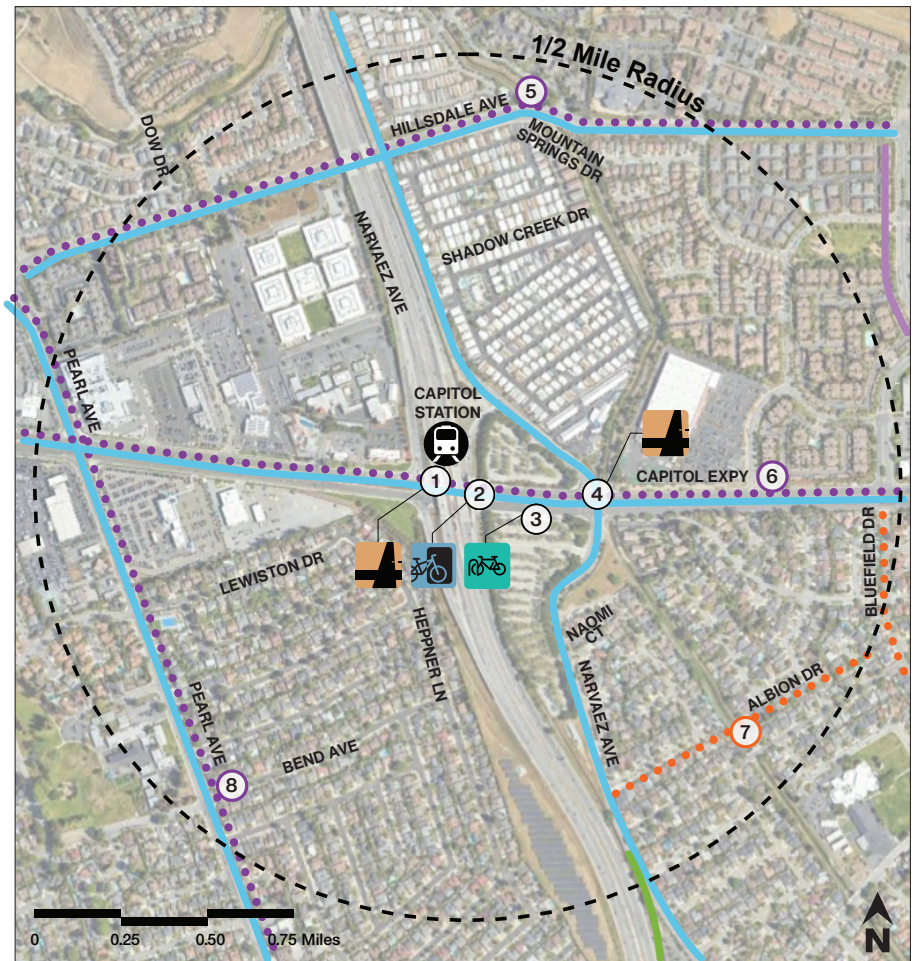 1/2 Mile Radius
5
HILLSDALE AVE
DOW DR
MOUNTAIN
SPRINGS DR
SHADOW CREEK DR
NARVAEZ AVE
PEARL AVE
CAPITOL
STATION
1
2
3
4
CAPITOL EXPY
6
LEWISTON DR
BLUEFIELD DR
HEPPNER LN
NAOMI
CT
NARVAEZ AVE
ALBION DR
7
PEARL AVE
BEND AVE
8
0
0.25
0.50
0.75 Miles
N